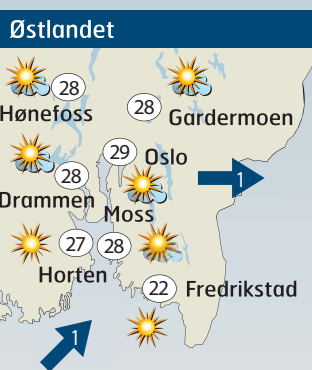 Østlandet
28
Hønefoss
28
Gardermoen
29
Oslo
28
1
Drammen
Moss
27
28
Horten
22
Fredrikstad
1